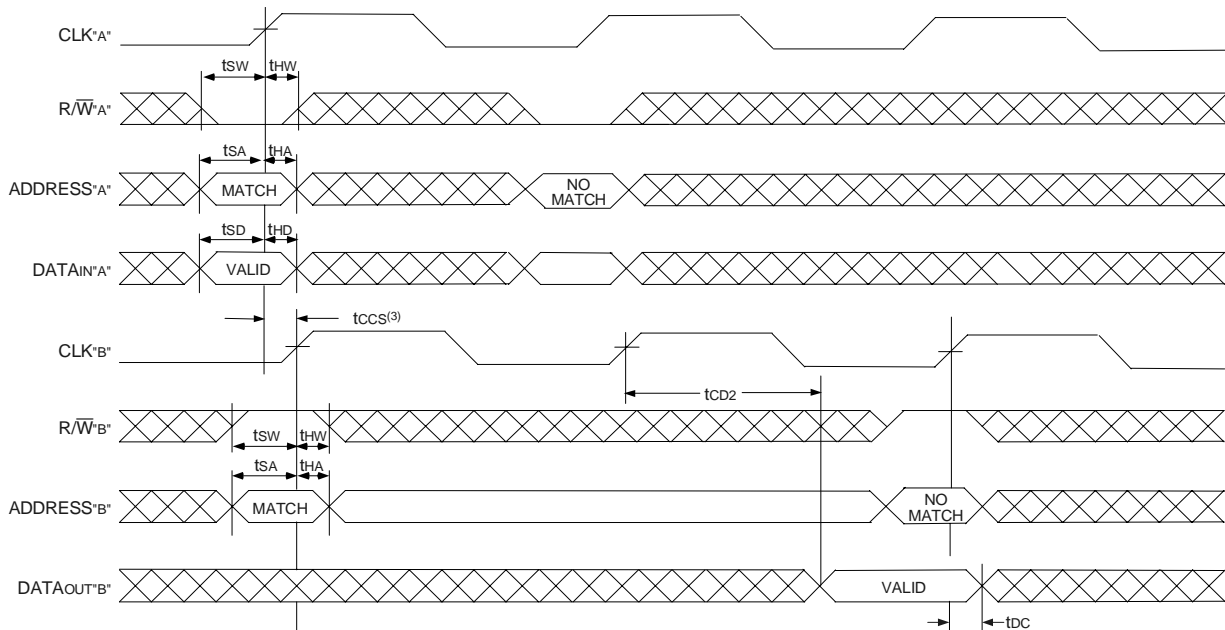 CLK"A"
tSW tHW
R/W̅"A"
tSA tHA
ADDRESS"A" MATCH NO MATCH
tSD tHD
DATAIN"A" VALID
tCCS(3)
CLK"B"
tCD2
R/W̅"B"
tSW tHW
tSA tHA
ADDRESS"B" MATCH NO MATCH
DATAOUT"B" VALID
tDC